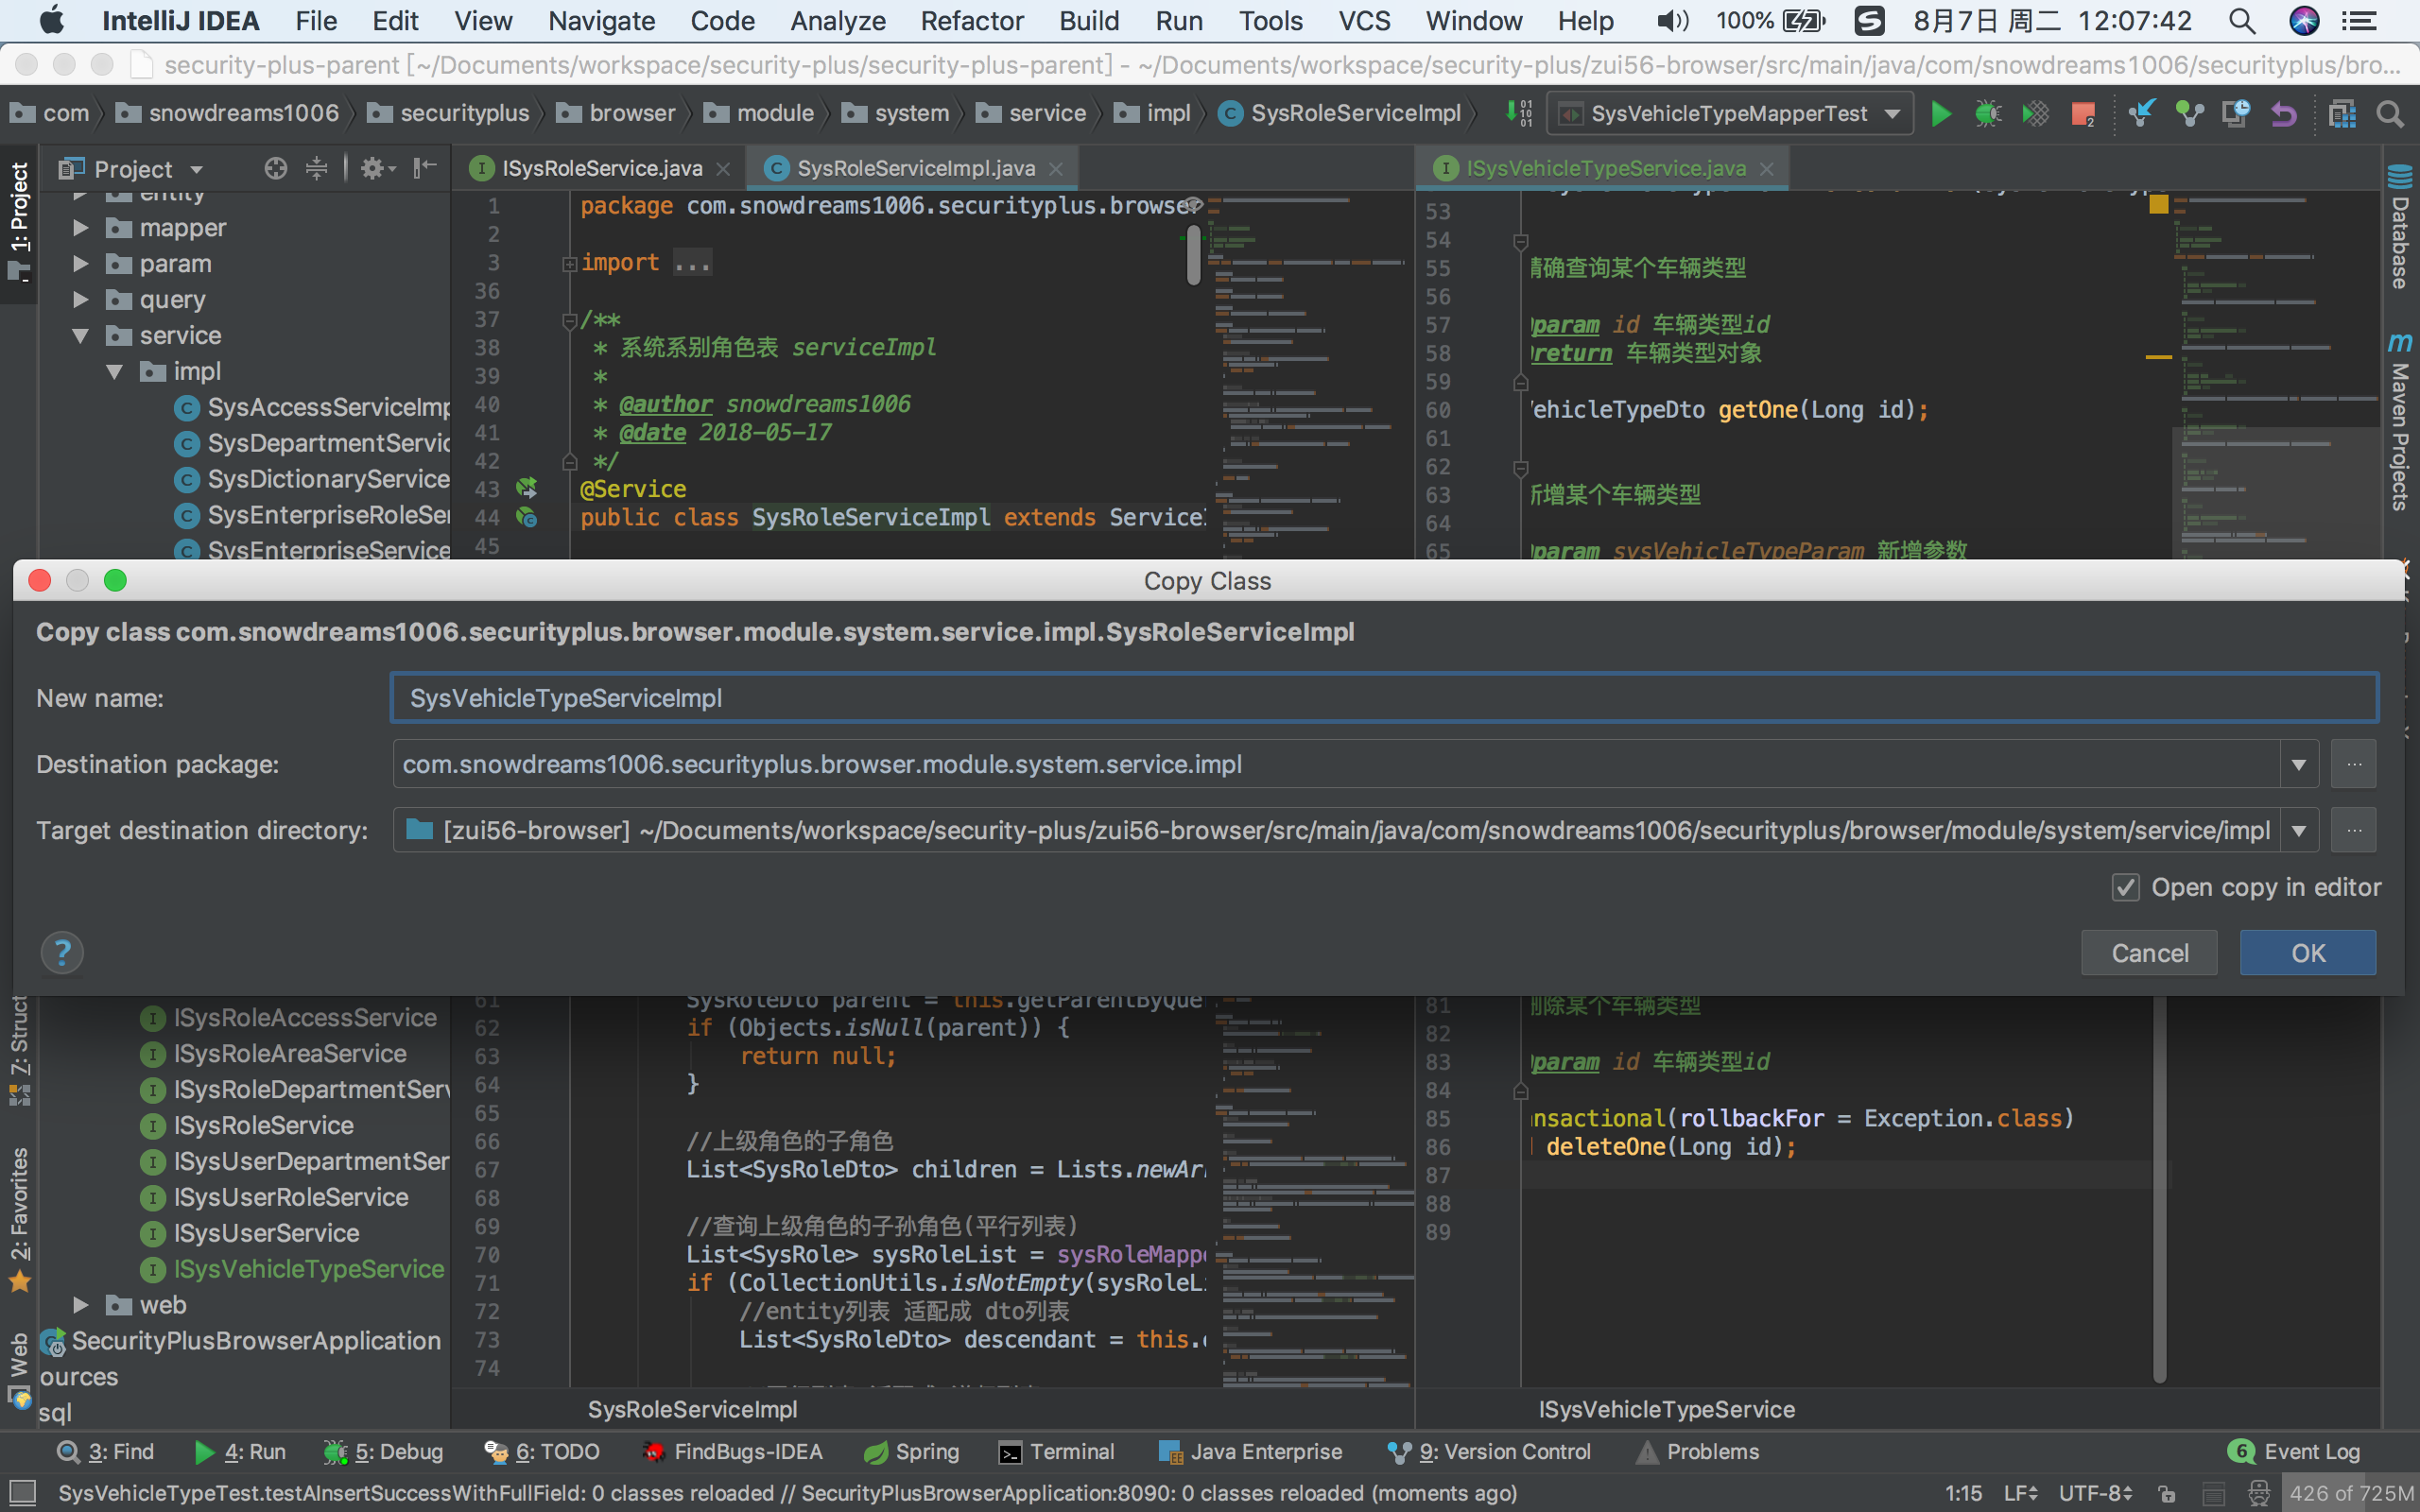 IntelliJ IDEA File Edit View Navigate Code Analyze Refactor Build Run Tools VCS Window Help 100% 8月7日 周二 12:07:42
security-plus-parent [~/Documents/workspace/security-plus/security-plus-parent] - ~/Documents/workspace/security-plus/zui56-browser/src/main/java/com/snowdreams1006/securityplus/bro...
com snowdreams1006 securityplus browser module system service impl SysRoleServiceImpl SysVehicleTypeMapperTest
Project
ISysRoleService.java
SysRoleServiceImpl.java
ISysVehicleTypeService.java
1: Project
entity
mapper
param
query
service
impl
SysAccessServiceImp
SysDepartmentServic
SysDictionaryService
SysEnterpriseRoleSer
SysEnterpriseService
1 package com.snowdreams1006.securityplus.browser
2
3 import ...
36
37 /**
38 * 系统系别角色表 serviceImpl
39 *
40 * @author snowdreams1006
41 * @date 2018-05-17
42 */
43 @Service
44 public class SysRoleServiceImpl extends Service
45
53
54
55 精确查询某个车辆类型
56
57 param id 车辆类型id
58 return 车辆类型对象
59
60 ehicleTypeDto getOne(Long id);
61
62
63 新增某个车辆类型
64
65 param sysVehicleTypeParam 新增参数
Database
Maven Projects
Copy Class
Copy class com.snowdreams1006.securityplus.browser.module.system.service.impl.SysRoleServiceImpl
New name: SysVehicleTypeServiceImpl
Destination package: com.snowdreams1006.securityplus.browser.module.system.service.impl ...
Target destination directory: [zui56-browser] ~/Documents/workspace/security-plus/zui56-browser/src/main/java/com/snowdreams1006/securityplus/browser/module/system/service/impl ...
Open copy in editor
? Cancel OK
Z: Struct
2: Favorites
Web
ISysRoleAccessService
ISysRoleAreaService
ISysRoleDepartmentServ
ISysRoleService
ISysUserDepartmentSer
ISysUserRoleService
ISysUserService
ISysVehicleTypeService
web
SecurityPlusBrowserApplication
ources
sql
61 SysRoleDto parent = this.getParentByQue
62 if (Objects.isNull(parent)) {
63 return null;
64 }
65
66 //上级角色的子角色
67 List<SysRoleDto> children = Lists.newAr
68
69 //查询上级角色的子孙角色(平行列表)
70 List<SysRole> sysRoleList = sysRoleMapp
71 if (CollectionUtils.isNotEmpty(sysRoleL
72 //entity列表 适配成 dto列表
73 List<SysRoleDto> descendant = this.
74
SysRoleServiceImpl
81 删除某个车辆类型
82
83 param id 车辆类型id
84
85 nsactional(rollbackFor = Exception.class)
86 deleteOne(Long id);
87
88
89
ISysVehicleTypeService
3: Find 4: Run 5: Debug 6: TODO FindBugs-IDEA Spring Terminal Java Enterprise 9: Version Control Problems 6 Event Log
SysVehicleTypeTest.testAInsertSuccessWithFullField: 0 classes reloaded // SecurityPlusBrowserApplication:8090: 0 classes reloaded (moments ago) 1:15 LF UTF-8 426 of 725M